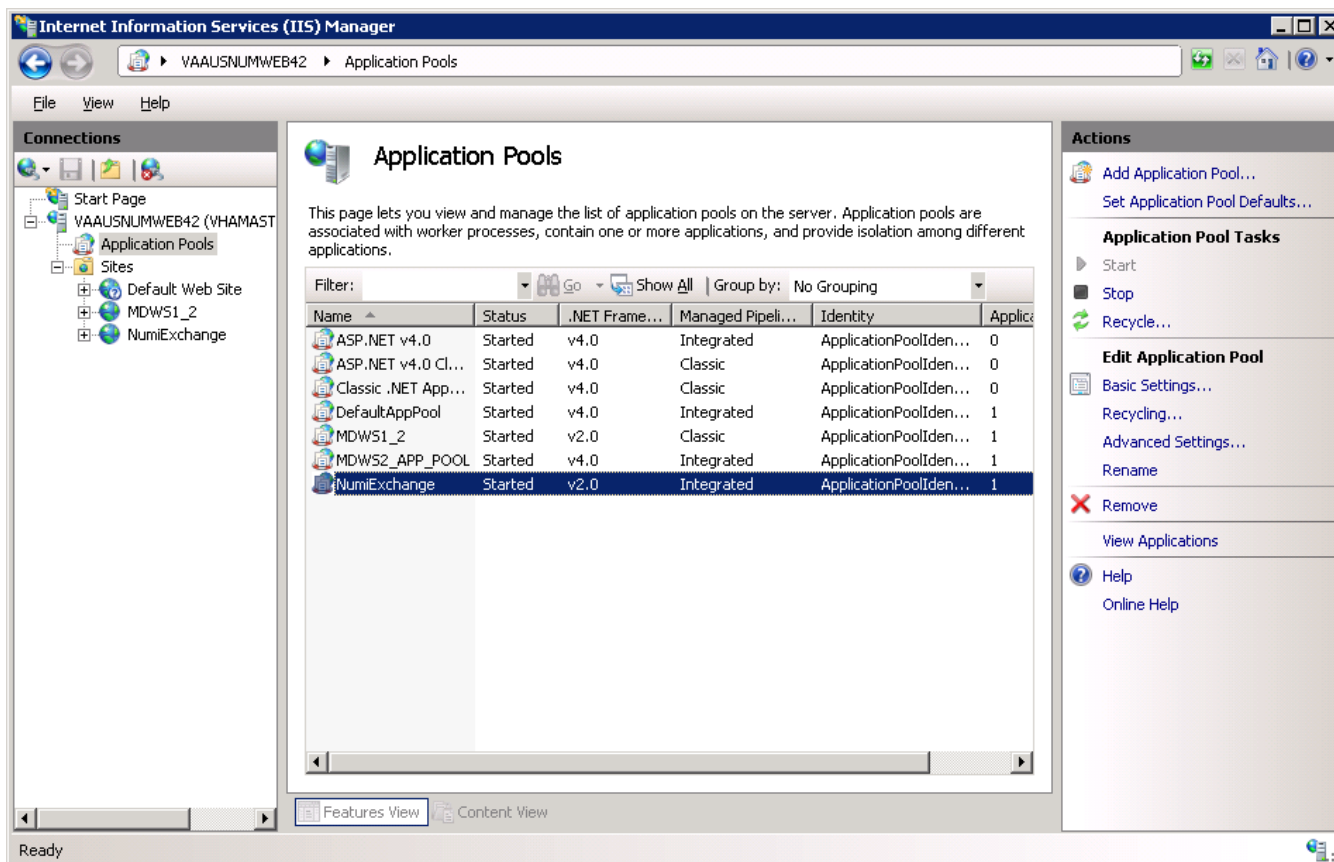 Internet Information Services (IIS) Manager
VAAUSNUMWEB42 Application Pools
File View Help
Connections
Start Page
VAAUSNUMWEB42 (VHAMAST
Application Pools
Sites
Default Web Site
MDWS1_2
NumiExchange
Application Pools
This page lets you view and manage the list of application pools on the server. Application pools are
associated with worker processes, contain one or more applications, and provide isolation among different
applications.
Filter: Go Show All Group by: No Grouping
Name Status .NET Frame... Managed Pipeli... Identity Applica
ASP.NET v4.0 Started v4.0 Integrated ApplicationPoolIden... 0
ASP.NET v4.0 Cl... Started v4.0 Classic ApplicationPoolIden... 0
Classic .NET App... Started v4.0 Classic ApplicationPoolIden... 0
DefaultAppPool Started v4.0 Integrated ApplicationPoolIden... 1
MDWS1_2 Started v2.0 Classic ApplicationPoolIden... 1
MDWS2_APP_POOL Started v4.0 Integrated ApplicationPoolIden... 1
NumiExchange Started v2.0 Integrated ApplicationPoolIden... 1
Features View Content View
Actions
Add Application Pool...
Set Application Pool Defaults...
Application Pool Tasks
Start
Stop
Recycle...
Edit Application Pool
Basic Settings...
Recycling...
Advanced Settings...
Rename
Remove
View Applications
Help
Online Help
Ready